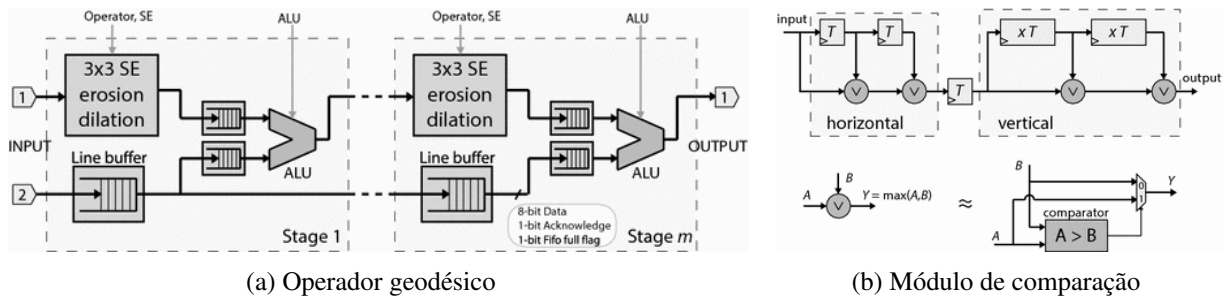 Operator, SE
ALU
3x3 SE
erosion
dilation
1
INPUT
Line buffer
2
ALU
Stage 1
Operator, SE
ALU
3x3 SE
erosion
dilation
1
OUTPUT
Line buffer
ALU
8-bit Data
1-bit Acknowledge
1-bit Fifo full flag
Stage m
(a) Operador geodésico
input
T
T
xT
xT
output
∨
∨
T
∨
∨
horizontal
vertical
B
A
∨
Y = max(A,B)
≈
B
0
1
Y
comparator
A > B
A
(b) Módulo de comparação